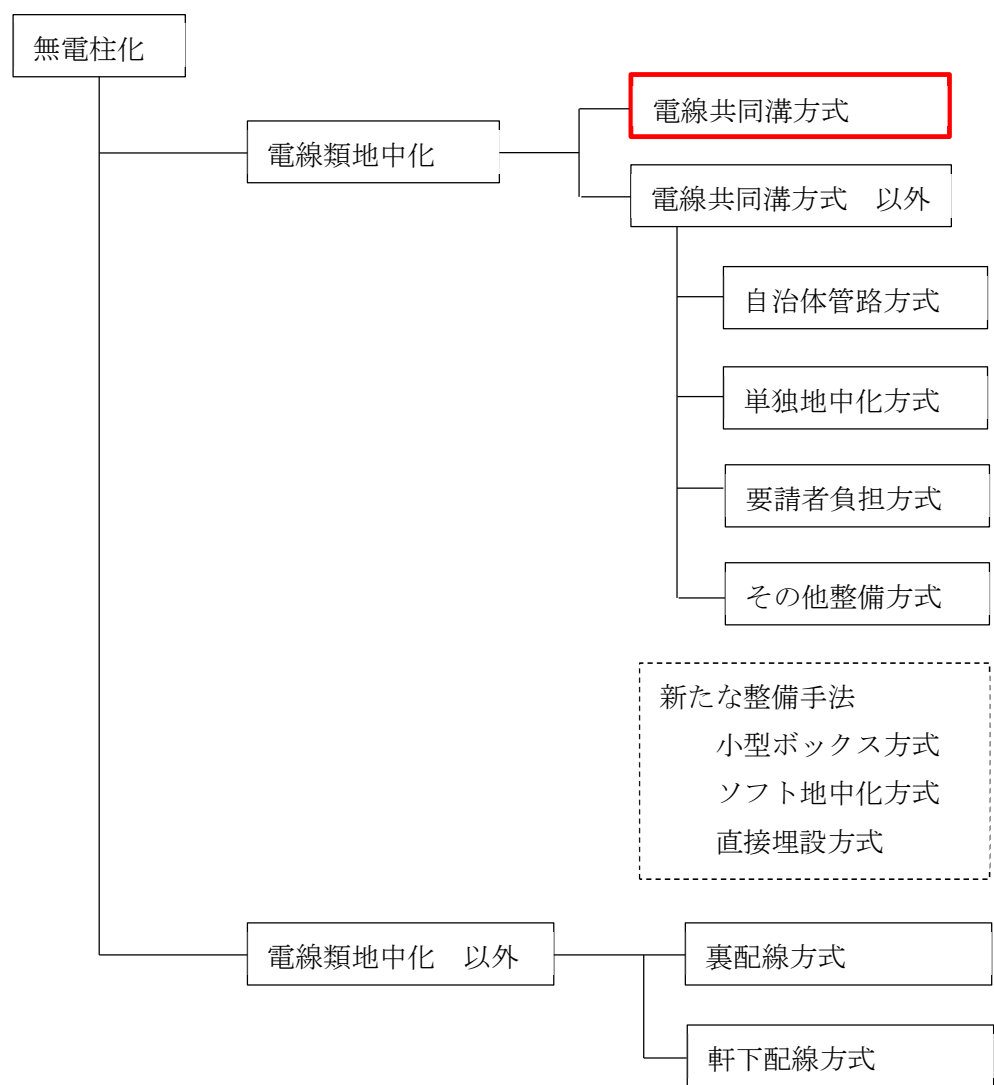 無電柱化
電線共同溝方式
電線類地中化
電線共同溝方式　以外
自治体管路方式
単独地中化方式
要請者負担方式
その他整備方式
新たな整備手法
小型ボックス方式
ソフト地中化方式
直接埋設方式
電線類地中化　以外
裏配線方式
軒下配線方式